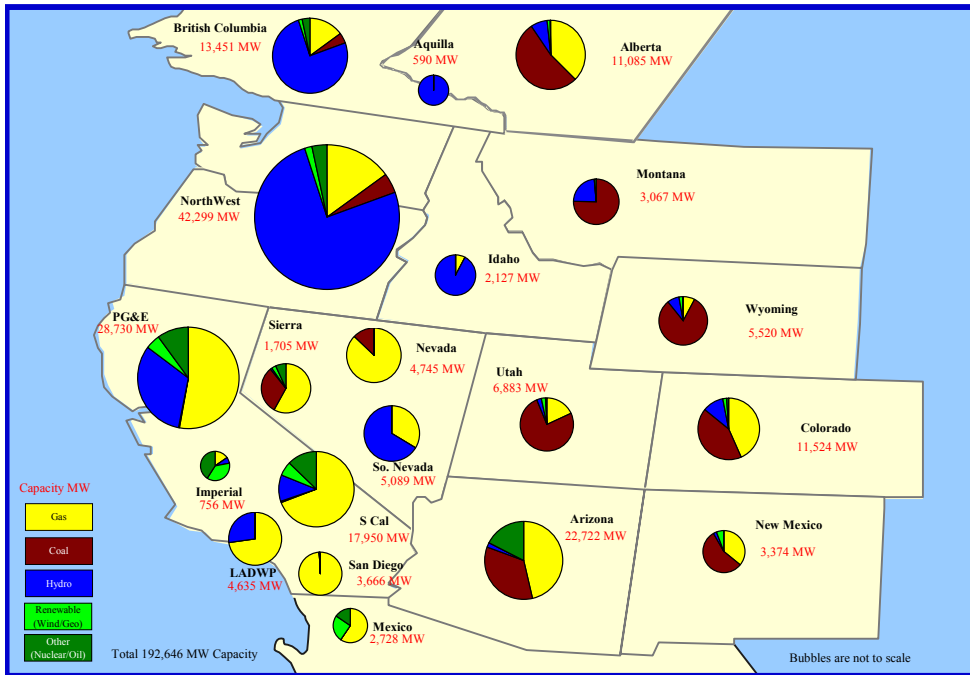 British Columbia
13,451 MW
Aquilla
590 MW
Alberta
11,085 MW
Montana
3,067 MW
NorthWest
42,299 MW
Idaho
2,127 MW
Wyoming
5,520 MW
PG&E
28,730 MW
Sierra
1,705 MW
Nevada
4,745 MW
Utah
6,883 MW
Colorado
11,524 MW
So. Nevada
5,089 MW
Imperial
756 MW
S Cal
17,950 MW
Arizona
22,722 MW
New Mexico
3,374 MW
LADWP
4,635 MW
San Diego
3,666 MW
Mexico
2,728 MW
Capacity MW
Gas
Coal
Hydro
Renewable
(Wind/Geo)
Other
(Nuclear/Oil)
Total 192,646 MW Capacity
Bubbles are not to scale